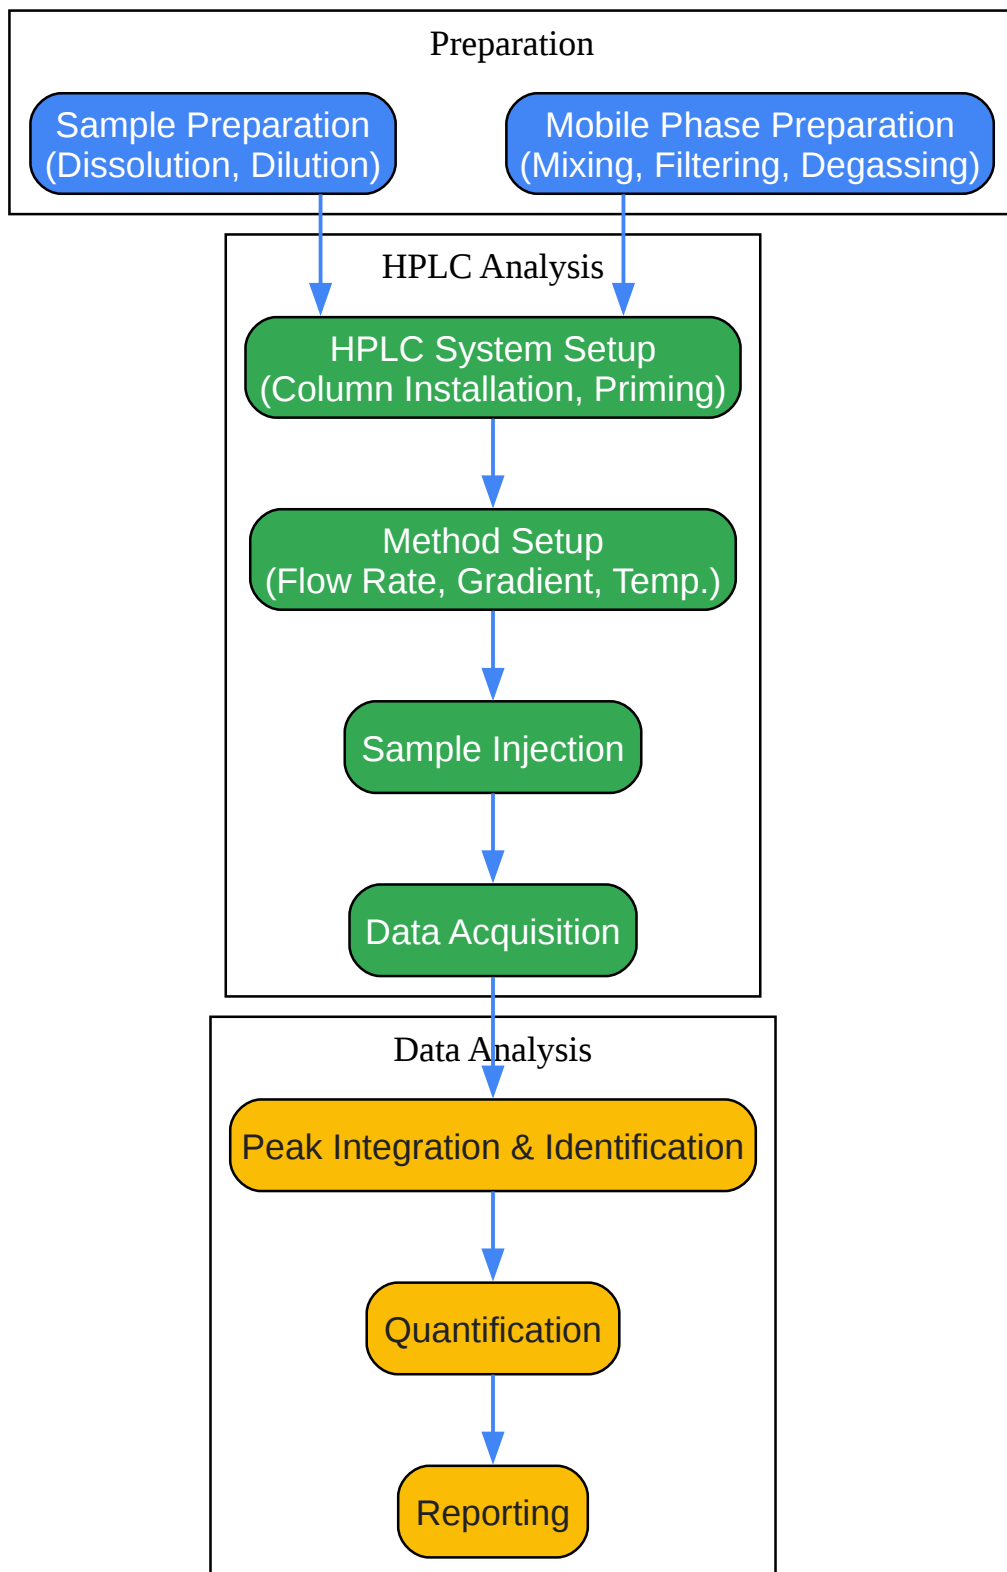 Preparation
Sample Preparation
(Dissolution, Dilution)
Mobile Phase Preparation
(Mixing, Filtering, Degassing)
HPLC Analysis
HPLC System Setup
(Column Installation, Priming)
Method Setup
(Flow Rate, Gradient, Temp.)
Sample Injection
Data Acquisition
Data Analysis
Peak Integration & Identification
Quantification
Reporting